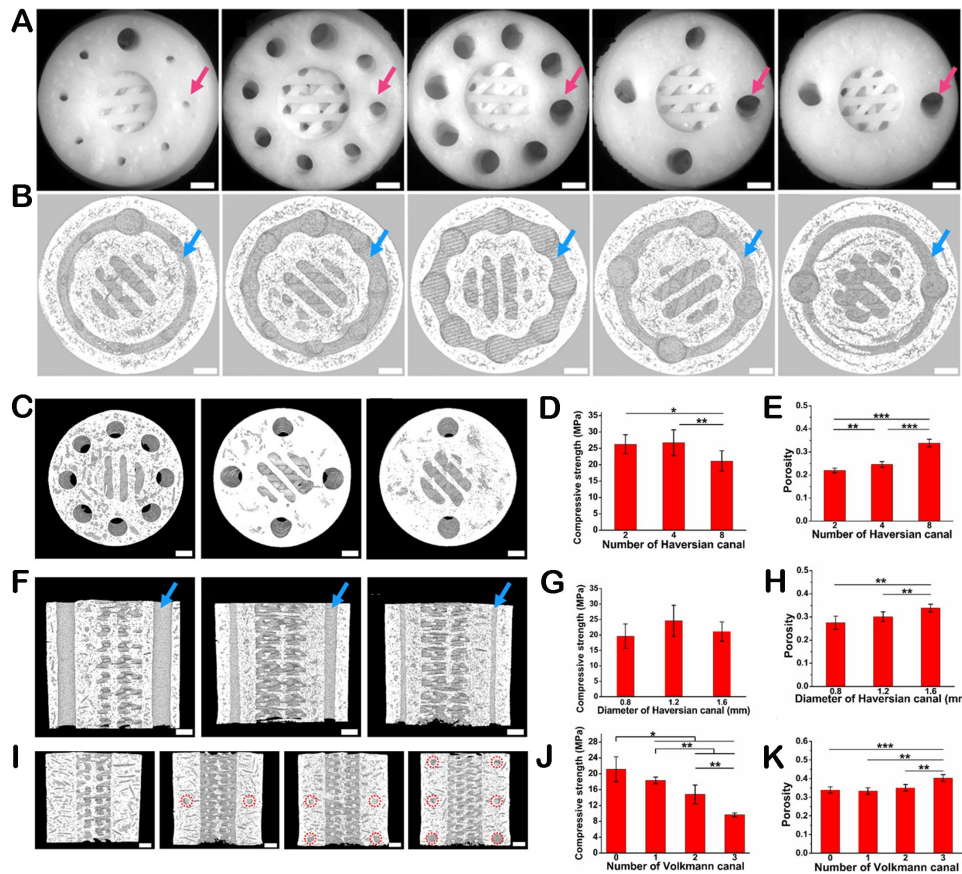 A
B
C
D
Compressive strength (MPa)
35
30
25
20
15
10
5
0
*
**
2 4 8
Number of Haversian canal
E
Porosity
0.5
0.4
0.3
0.2
0.1
0.0
***
** ***
2 4 8
Number of Haversian canal
F
G
Compressive strength (MPa)
35
30
25
20
15
10
5
0
0.8 1.2 1.6
Diameter of Haversian canal (mm)
H
Porosity
0.5
0.4
0.3
0.2
0.1
0.0
**
**
0.8 1.2 1.6
Diameter of Haversian canal (mm
I
J
Compressive strength (MPa)
28
24
20
16
12
8
4
0
*
**
**
0 1 2 3
Number of Volkmann canal
K
Porosity
0.6
0.5
0.4
0.3
0.2
0.1
0.0
***
**
**
0 1 2 3
Number of Volkmann canal